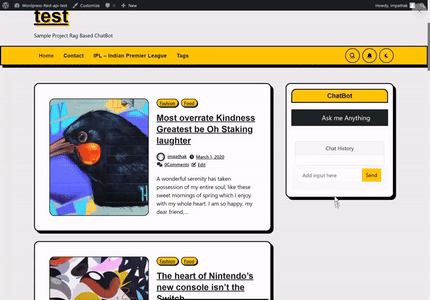 Wordpress-Rest-api-test Customize New Howdy, impathak
test
Sample Project Rag Based ChatBot
Home Contact IPL – Indian Premier League Tags
Fashion Food
Most overrate Kindness
Greatest be Oh Staking
laughter
impathak March 1, 2020
0Comments Edit
A wonderful serenity has taken
possession of my entire soul, like these
sweet mornings of spring which I enjoy
with my whole heart. I am so happy, my
dear friend,...
ChatBot
Ask me Anything
Chat History
Add input here Send
Fashion Food
The heart of Nintendo's
new console isn't the
Switch